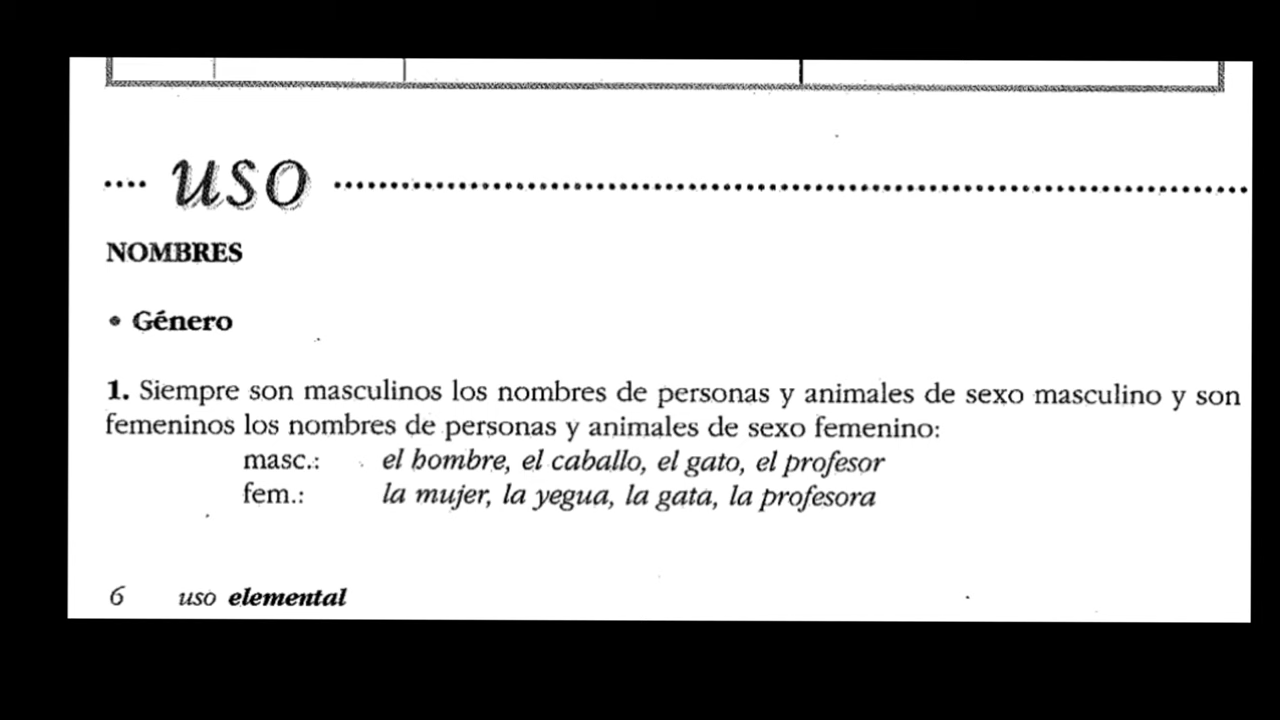 .... uso ..........
NOMBRES
• Género
1. Siempre son masculinos los nombres de personas y animales de sexo masculino y son
femeninos los nombres de personas y animales de sexo femenino:
masc.: el hombre, el caballo, el gato, el profesor
fem.: la mujer, la yegua, la gata, la profesora
6 uso elemental